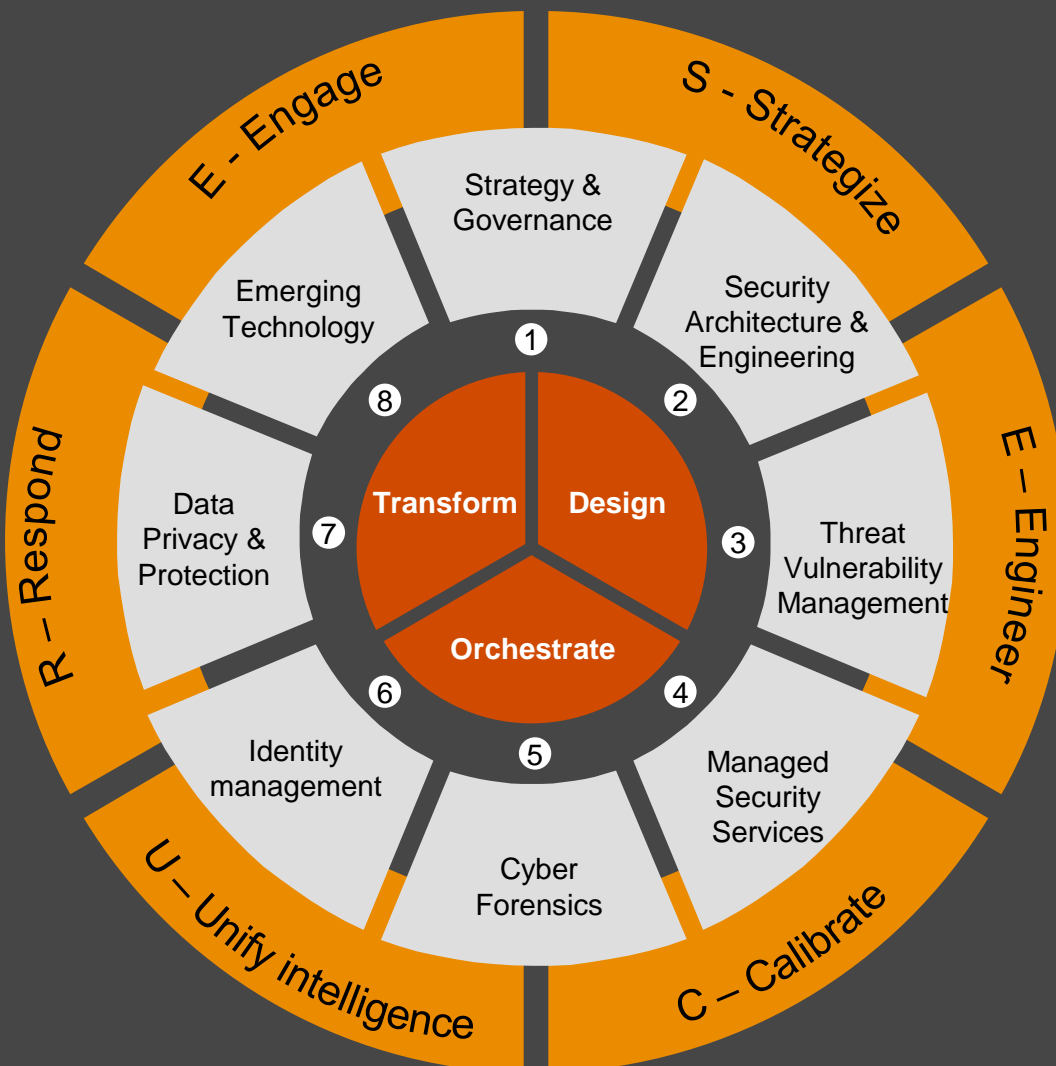 S - Strategize
E – Engineer
C – Calibrate
U – Unify intelligence
R – Respond
E - Engage
1
Strategy &
Governance
2
Security
Architecture &
Engineering
3
Threat
Vulnerability
Management
4
Managed
Security
Services
5
Cyber
Forensics
6
Identity
management
7
Data
Privacy &
Protection
8
Emerging
Technology
Transform
Design
Orchestrate